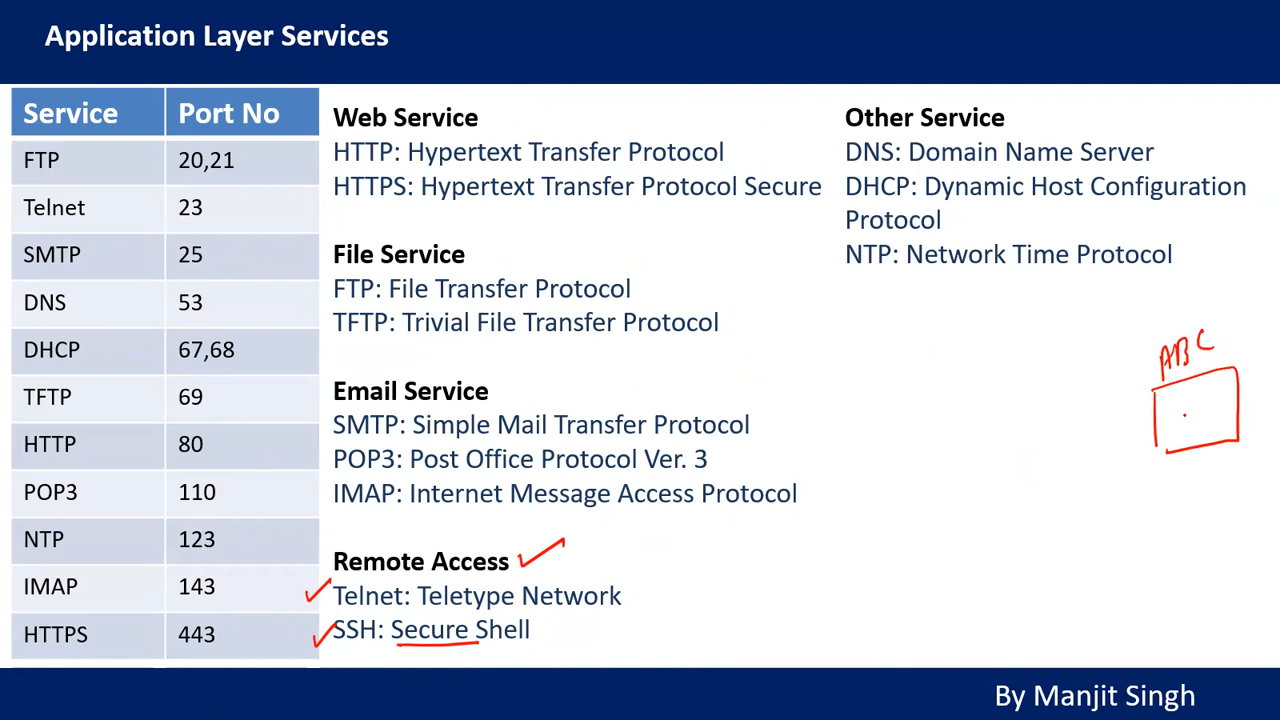 Application Layer Services
Service Port No
FTP 20,21
Telnet 23
SMTP 25
DNS 53
DHCP 67,68
TFTP 69
HTTP 80
POP3 110
NTP 123
IMAP 143
HTTPS 443
Web Service
HTTP: Hypertext Transfer Protocol
HTTPS: Hypertext Transfer Protocol Secure
File Service
FTP: File Transfer Protocol
TFTP: Trivial File Transfer Protocol
Email Service
SMTP: Simple Mail Transfer Protocol
POP3: Post Office Protocol Ver. 3
IMAP: Internet Message Access Protocol
Remote Access
Telnet: Teletype Network
SSH: Secure Shell
Other Service
DNS: Domain Name Server
DHCP: Dynamic Host Configuration
Protocol
NTP: Network Time Protocol
ABC
By Manjit Singh